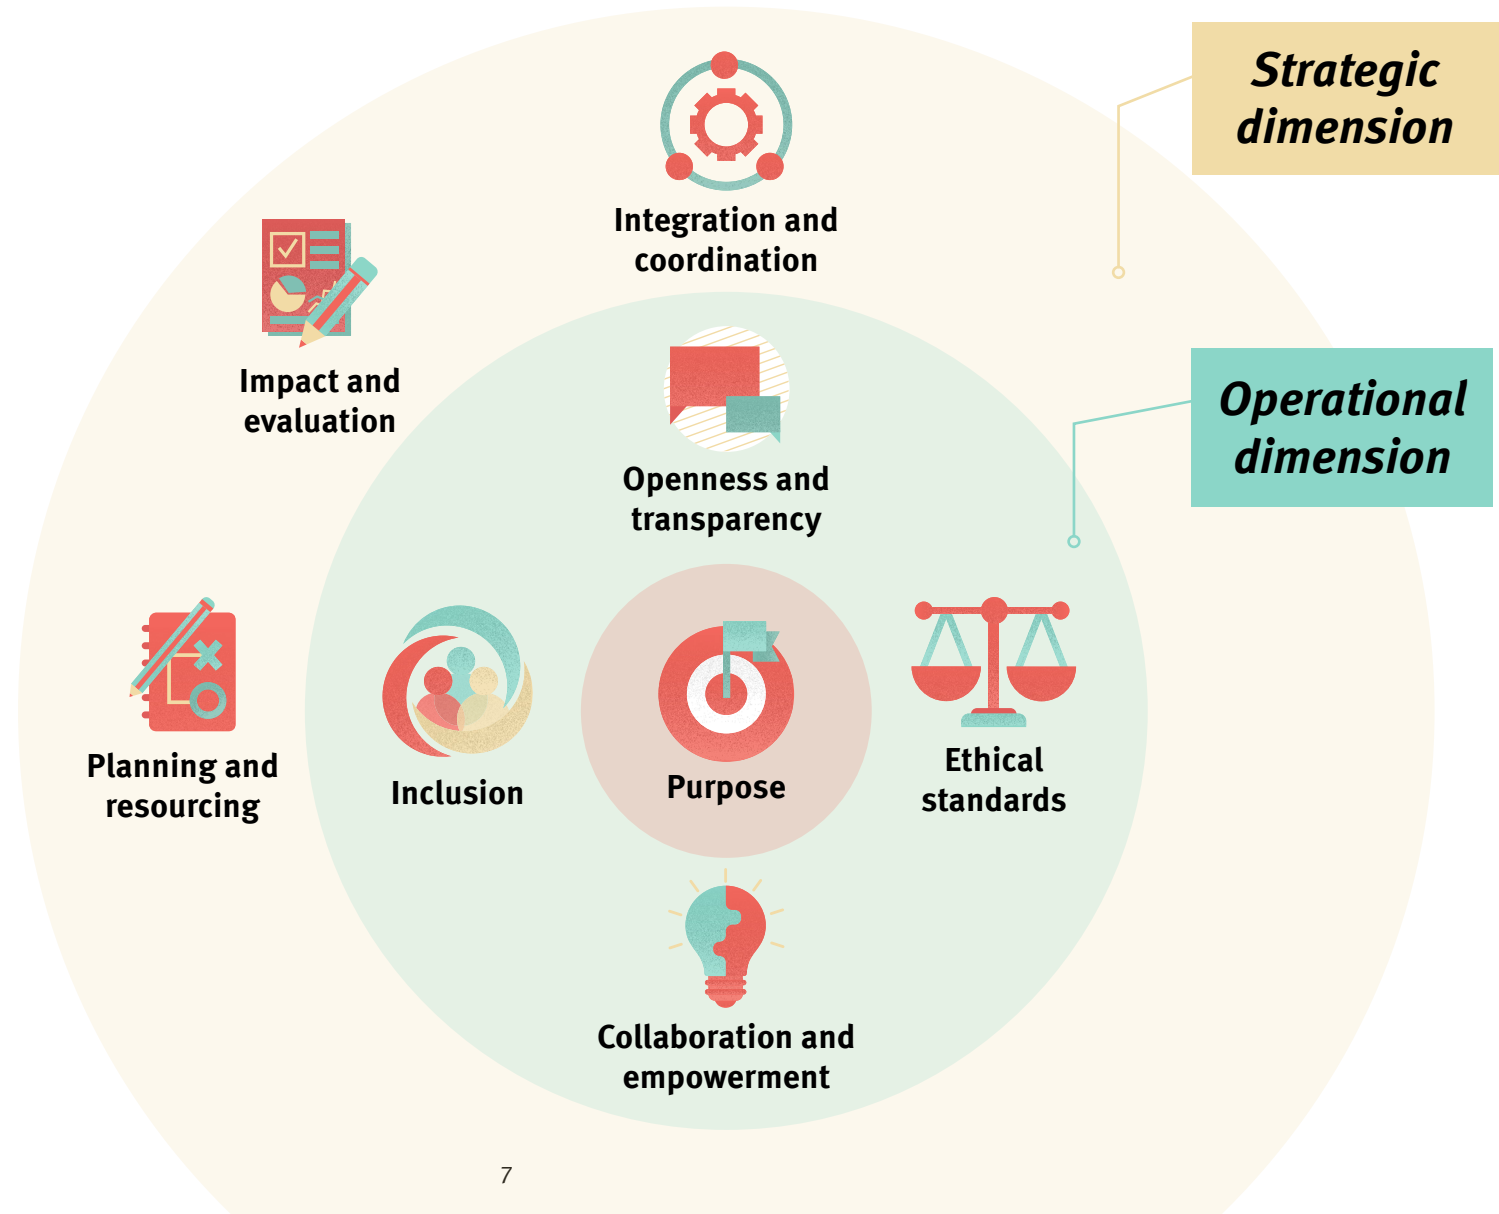 Strategic
dimension
Integration and
coordination
Impact and
evaluation
Operational
dimension
Openness and
transparency
Planning and
resourcing
Inclusion
Purpose
Ethical
standards
Collaboration and
empowerment
7